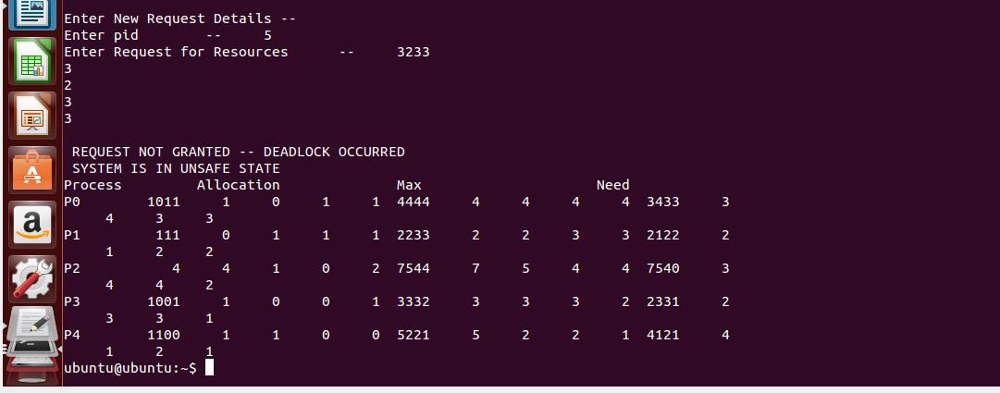 Enter New Request Details --
Enter pid        --     5
Enter Request for Resources      --     3233
3
2
3
3
 REQUEST NOT GRANTED -- DEADLOCK OCCURRED
 SYSTEM IS IN UNSAFE STATE
Process         Allocation              Max                     Need
P0        1011     1     0     1     1  4444     4     4     4     4  3433     3
     4     3     3
P1         111     0     1     1     1  2233     2     2     3     3  2122     2
     1     2     2
P2           4     4     1     0     2  7544     7     5     4     4  7540     3
     4     4     2
P3        1001     1     0     0     1  3332     3     3     3     2  2331     2
     3     3     1
P4        1100     1     1     0     0  5221     5     2     2     1  4121     4
     1     2     1
ubuntu@ubuntu:~$